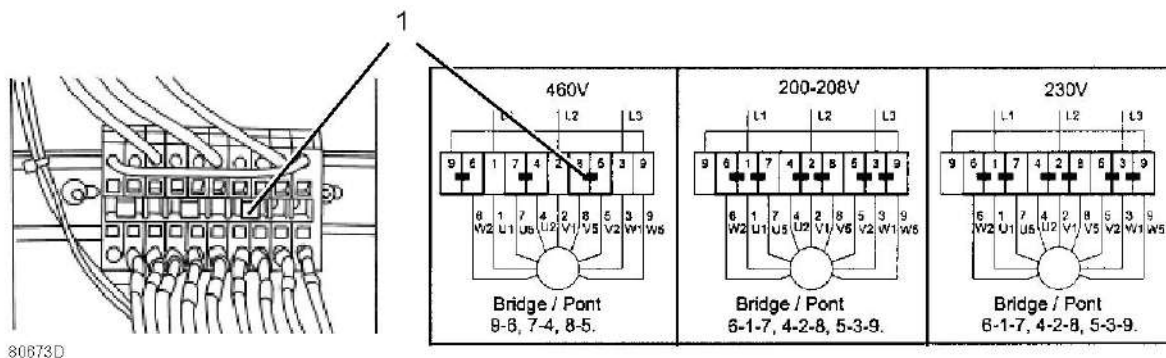 1
460V
L1 L2 L3
9 6 1 7 4 2 8 5 3 9
6 1 7 4 2 8 5 3 9
W2 U1 U5 U2 V1 V5 V2 W1 W5
Bridge / Pont
9-6, 7-4, 8-5.
200-208V
L1 L2 L3
9 6 1 7 4 2 8 5 3 9
6 1 7 4 2 8 5 3 9
W2 U1 U5 U2 V1 V5 V2 W1 W5
Bridge / Pont
6-1-7, 4-2-8, 5-3-9.
230V
L1 L2 L3
9 6 1 7 4 2 8 5 3 9
6 1 7 4 2 8 5 3 9
W2 U1 U5 U2 V1 V5 V2 W1 W5
Bridge / Pont
6-1-7, 4-2-8, 5-3-9.
80673D